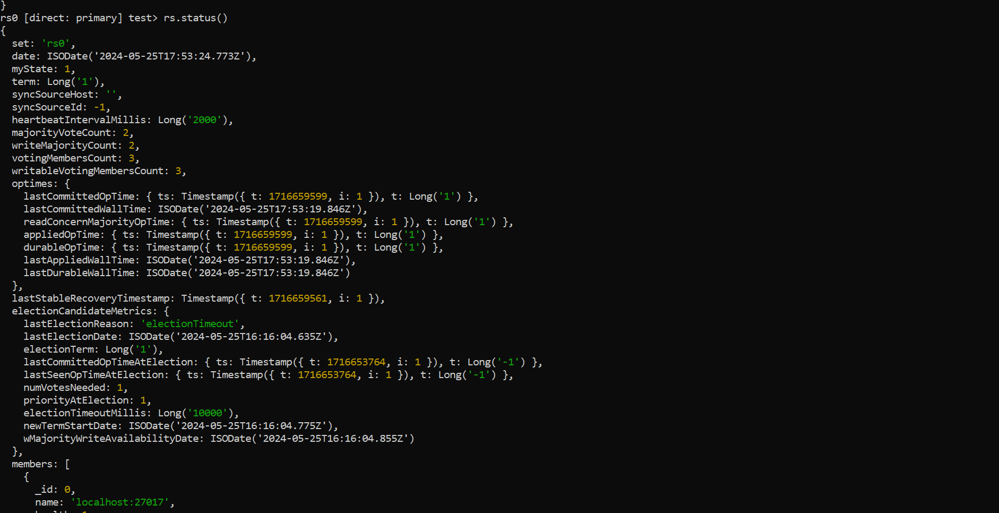 }
rs0 [direct: primary] test> rs.status()
{
  set: 'rs0',
  date: ISODate('2024-05-25T17:53:24.773Z'),
  myState: 1,
  term: Long('1'),
  syncSourceHost: '',
  syncSourceId: -1,
  heartbeatIntervalMillis: Long('2000'),
  majorityVoteCount: 2,
  writeMajorityCount: 2,
  votingMembersCount: 3,
  writableVotingMembersCount: 3,
  optimes: {
    lastCommittedOpTime: { ts: Timestamp({ t: 1716659599, i: 1 }), t: Long('1') },
    lastCommittedWallTime: ISODate('2024-05-25T17:53:19.846Z'),
    readConcernMajorityOpTime: { ts: Timestamp({ t: 1716659599, i: 1 }), t: Long('1') },
    appliedOpTime: { ts: Timestamp({ t: 1716659599, i: 1 }), t: Long('1') },
    durableOpTime: { ts: Timestamp({ t: 1716659599, i: 1 }), t: Long('1') },
    lastAppliedWallTime: ISODate('2024-05-25T17:53:19.846Z'),
    lastDurableWallTime: ISODate('2024-05-25T17:53:19.846Z')
  },
  lastStableRecoveryTimestamp: Timestamp({ t: 1716659561, i: 1 }),
  electionCandidateMetrics: {
    lastElectionReason: 'electionTimeout',
    lastElectionDate: ISODate('2024-05-25T16:16:04.635Z'),
    electionTerm: Long('1'),
    lastCommittedOpTimeAtElection: { ts: Timestamp({ t: 1716653764, i: 1 }), t: Long('-1') },
    lastSeenOpTimeAtElection: { ts: Timestamp({ t: 1716653764, i: 1 }), t: Long('-1') },
    numVotesNeeded: 1,
    priorityAtElection: 1,
    electionTimeoutMillis: Long('10000'),
    newTermStartDate: ISODate('2024-05-25T16:16:04.775Z'),
    wMajorityWriteAvailabilityDate: ISODate('2024-05-25T16:16:04.855Z')
  },
  members: [
    {
      _id: 0,
      name: 'localhost:27017',